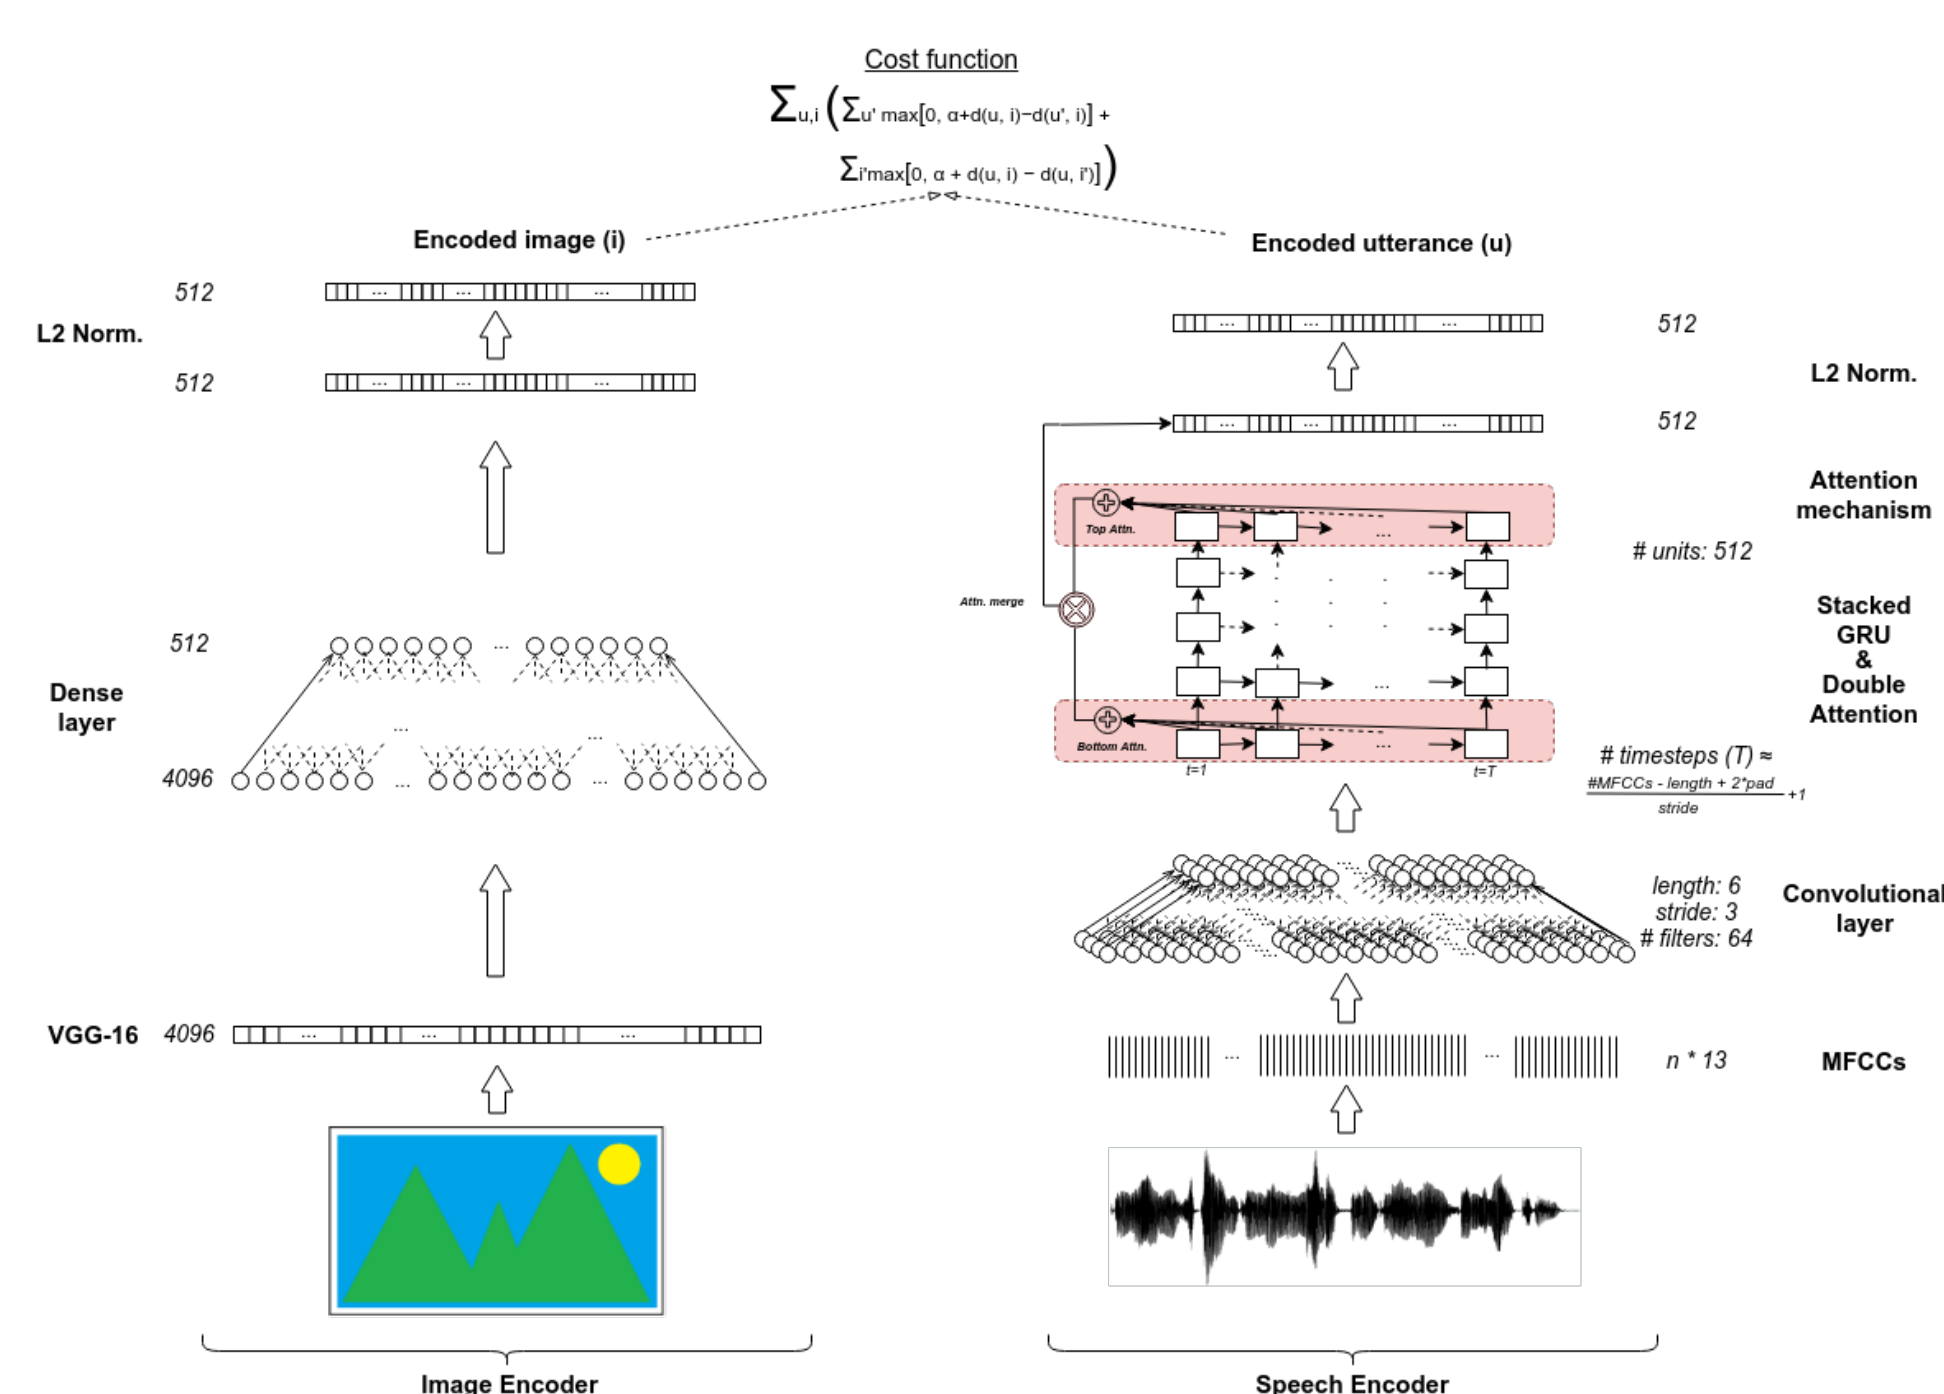 Cost function
Σu,i (Σu' max[0, α+d(u, i)−d(u', i)] +
Σi'max[0, α + d(u, i) − d(u, i')])
Encoded image (i)
Encoded utterance (u)
512
L2 Norm.
512
512
Dense
layer
4096
VGG-16
4096
Image Encoder
512
L2 Norm.
512
Attention
mechanism
Top Attn.
# units: 512
Attn. merge
Stacked
GRU
&
Double
Attention
Bottom Attn.
t=1
t=T
# timesteps (T) ≈
#MFCCs - length + 2*pad
stride
+1
length: 6
stride: 3
# filters: 64
Convolutional
layer
n * 13
MFCCs
Speech Encoder